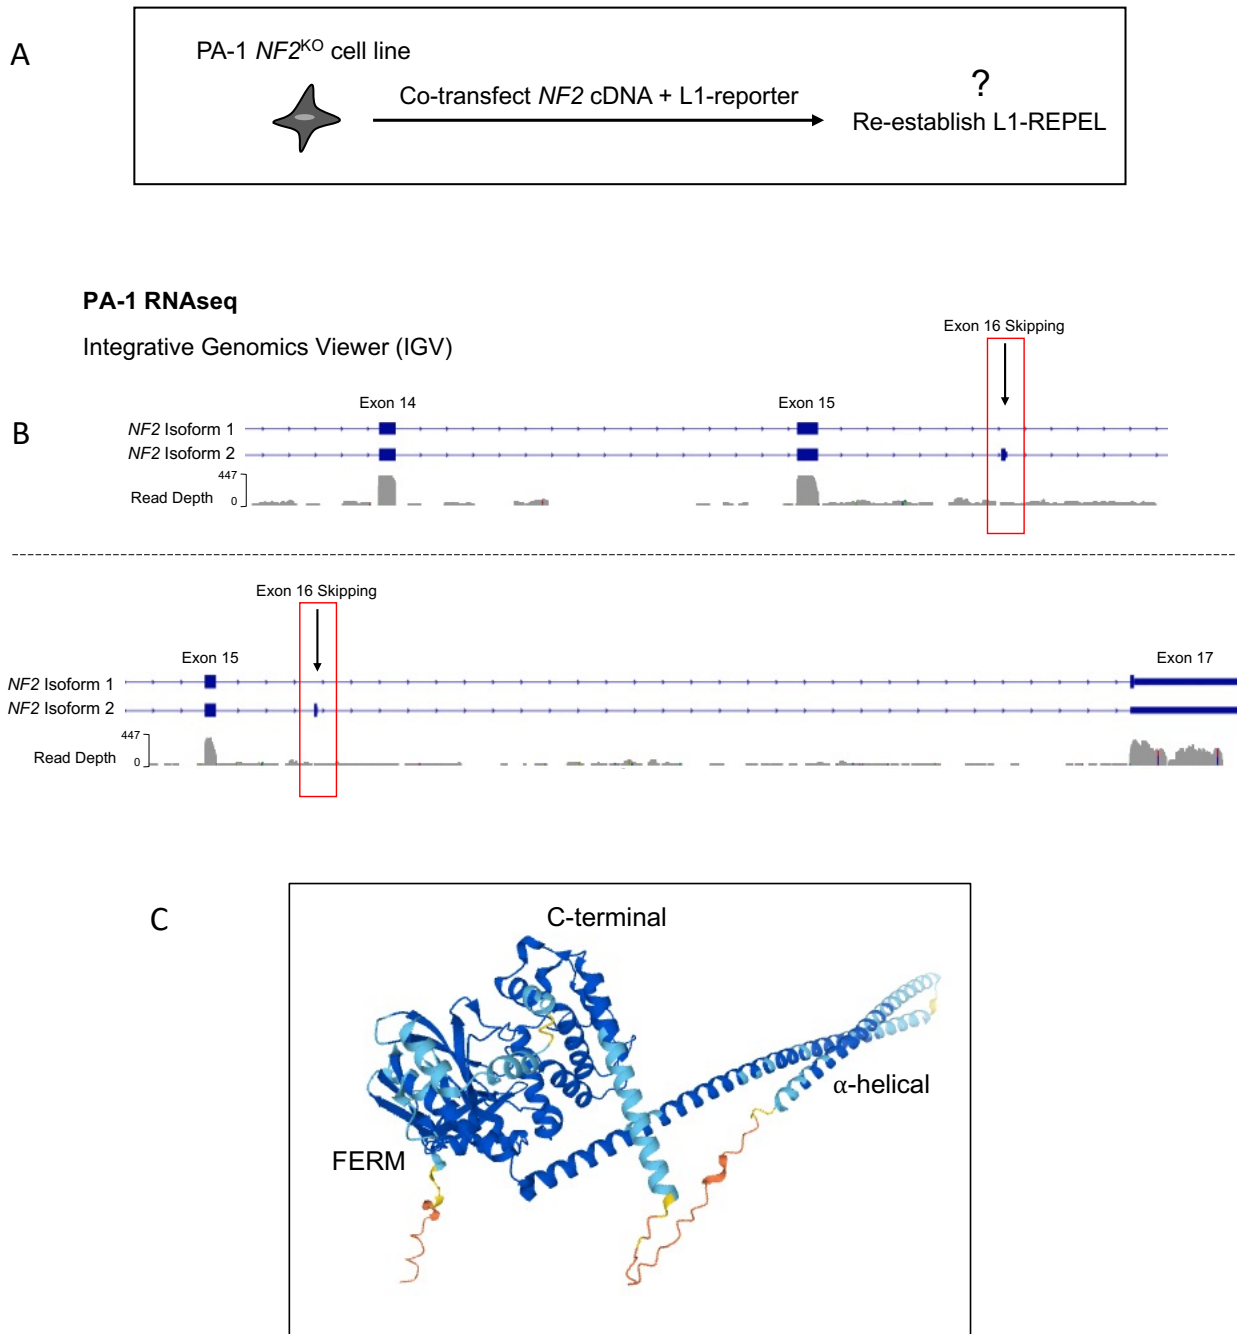 A
PA-1 NF2KO cell line
Co-transfect NF2 cDNA + L1-reporter
?
Re-establish L1-REPEL
PA-1 RNAseq
Integrative Genomics Viewer (IGV)
Exon 16 Skipping
B
Exon 14
Exon 15
NF2 Isoform 1
NF2 Isoform 2
447
Read Depth
0
Exon 16 Skipping
Exon 15
Exon 17
NF2 Isoform 1
NF2 Isoform 2
447
Read Depth
0
C
C-terminal
α-helical
FERM